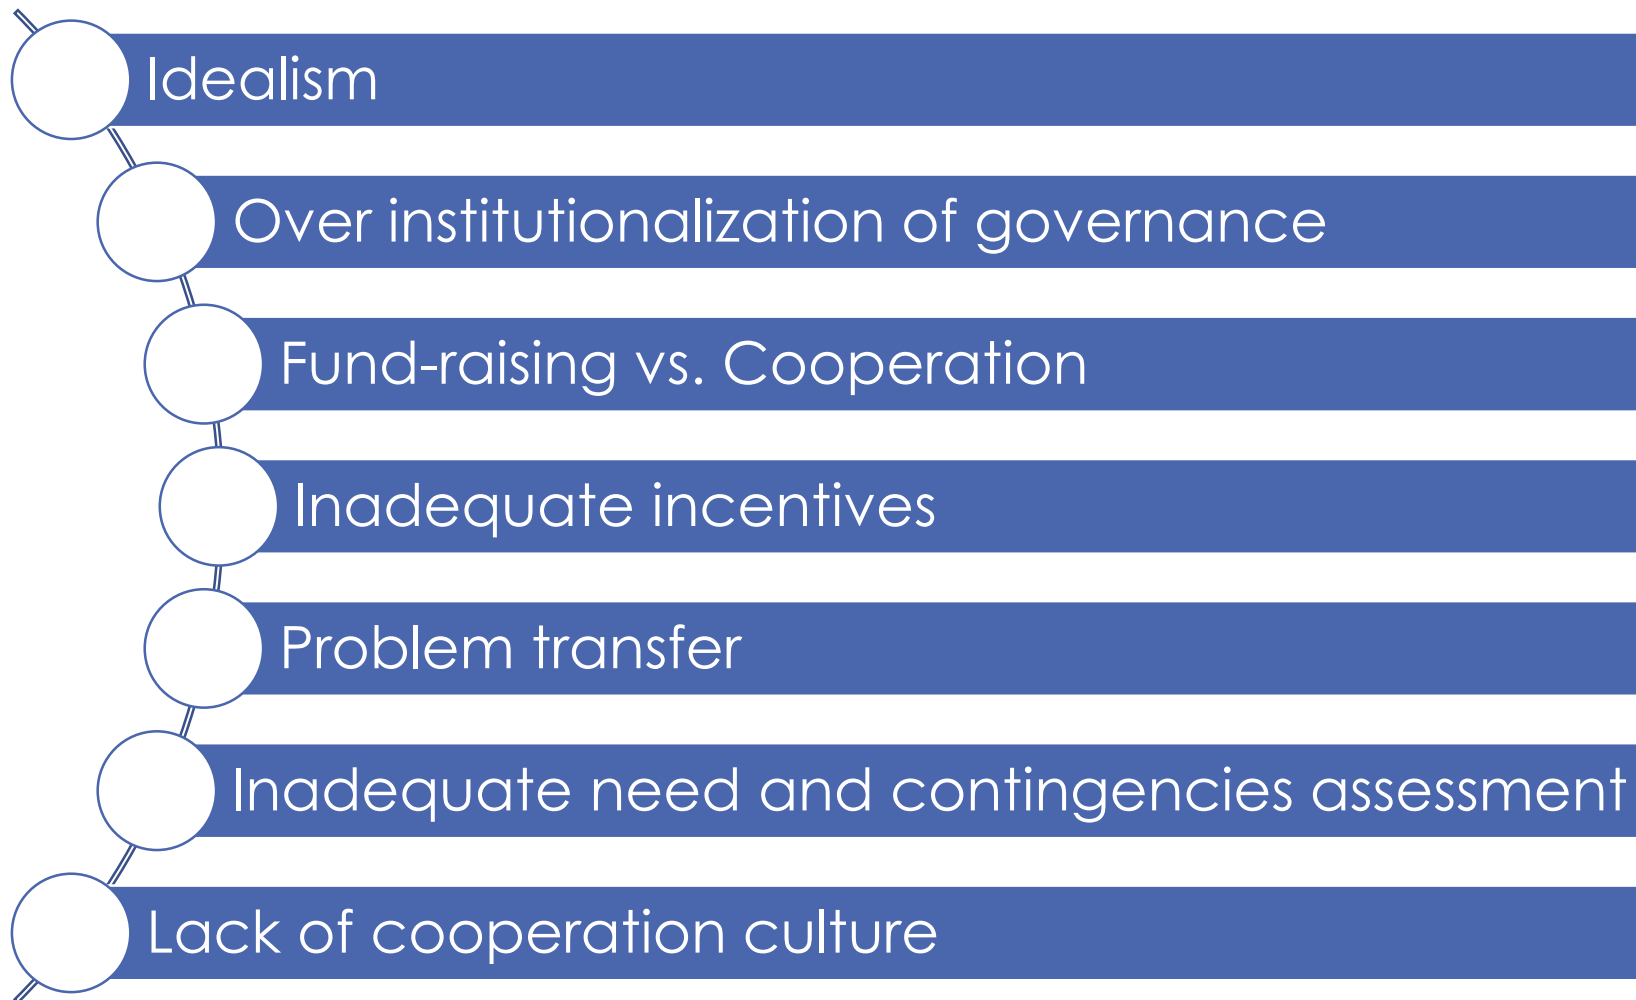 Idealism
Over institutionalization of governance
Fund-raising vs. Cooperation
Inadequate incentives
Problem transfer
Inadequate need and contingencies assessment
Lack of cooperation culture